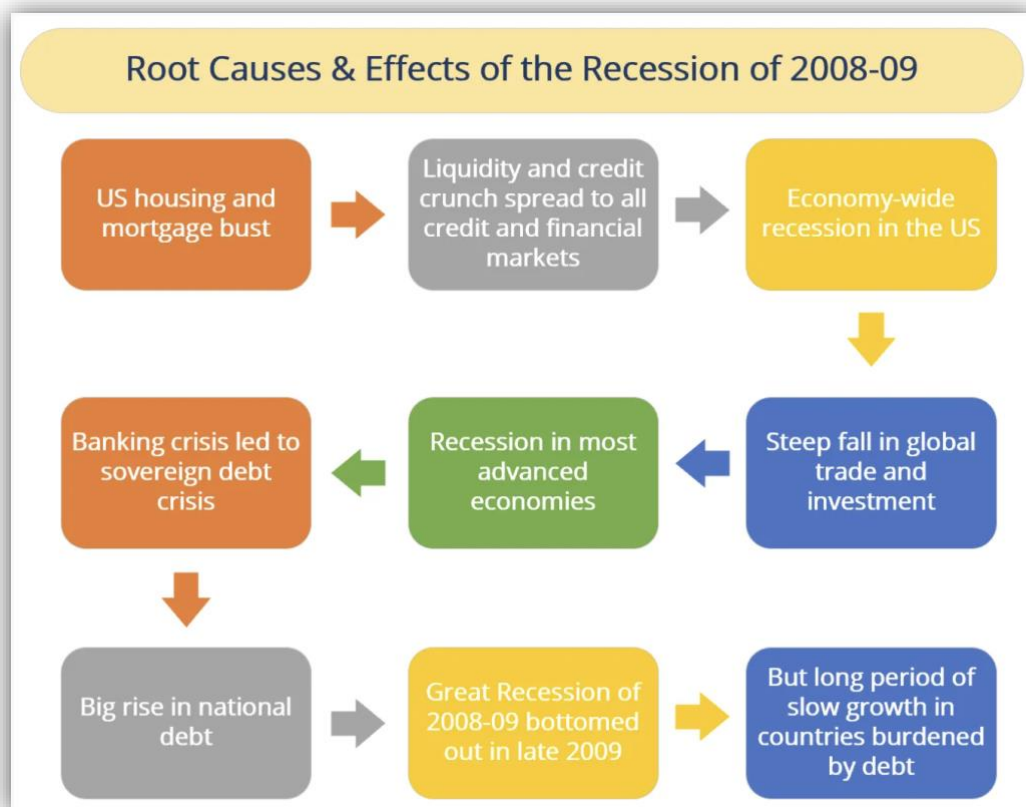 Root Causes & Effects of the Recession of 2008-09
US housing and
mortgage bust
Liquidity and credit
crunch spread to all
credit and financial
markets
Economy-wide
recession in the US
Steep fall in global
trade and
investment
Recession in most
advanced
economies
Banking crisis led to
sovereign debt
crisis
Big rise in national
debt
Great Recession of
2008-09 bottomed
out in late 2009
But long period of
slow growth in
countries burdened
by debt